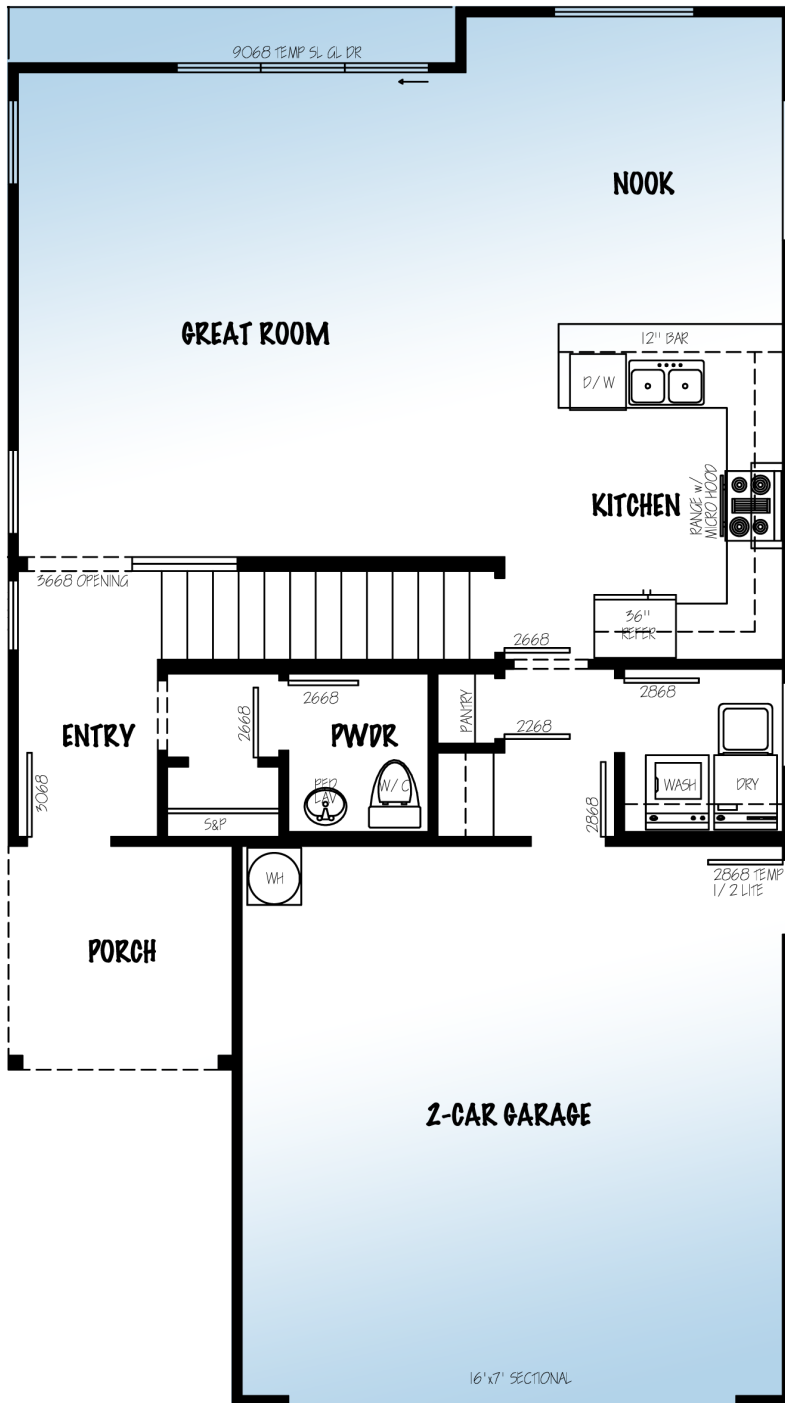 9068 TEMP SL GL DR
NOOK
GREAT ROOM
12" BAR
D/W
KITCHEN
RANGE w/
MICRO HOOD
3668 OPENING
36"
REFER
2668
2668
2868
2668
PANTRY
ENTRY
PWDR
2268
3068
PED
LAV
W/C
WASH
DRY
S&P
2868
WH
2868 TEMP
1/2 LITE
PORCH
2-CAR GARAGE
16'x7' SECTIONAL